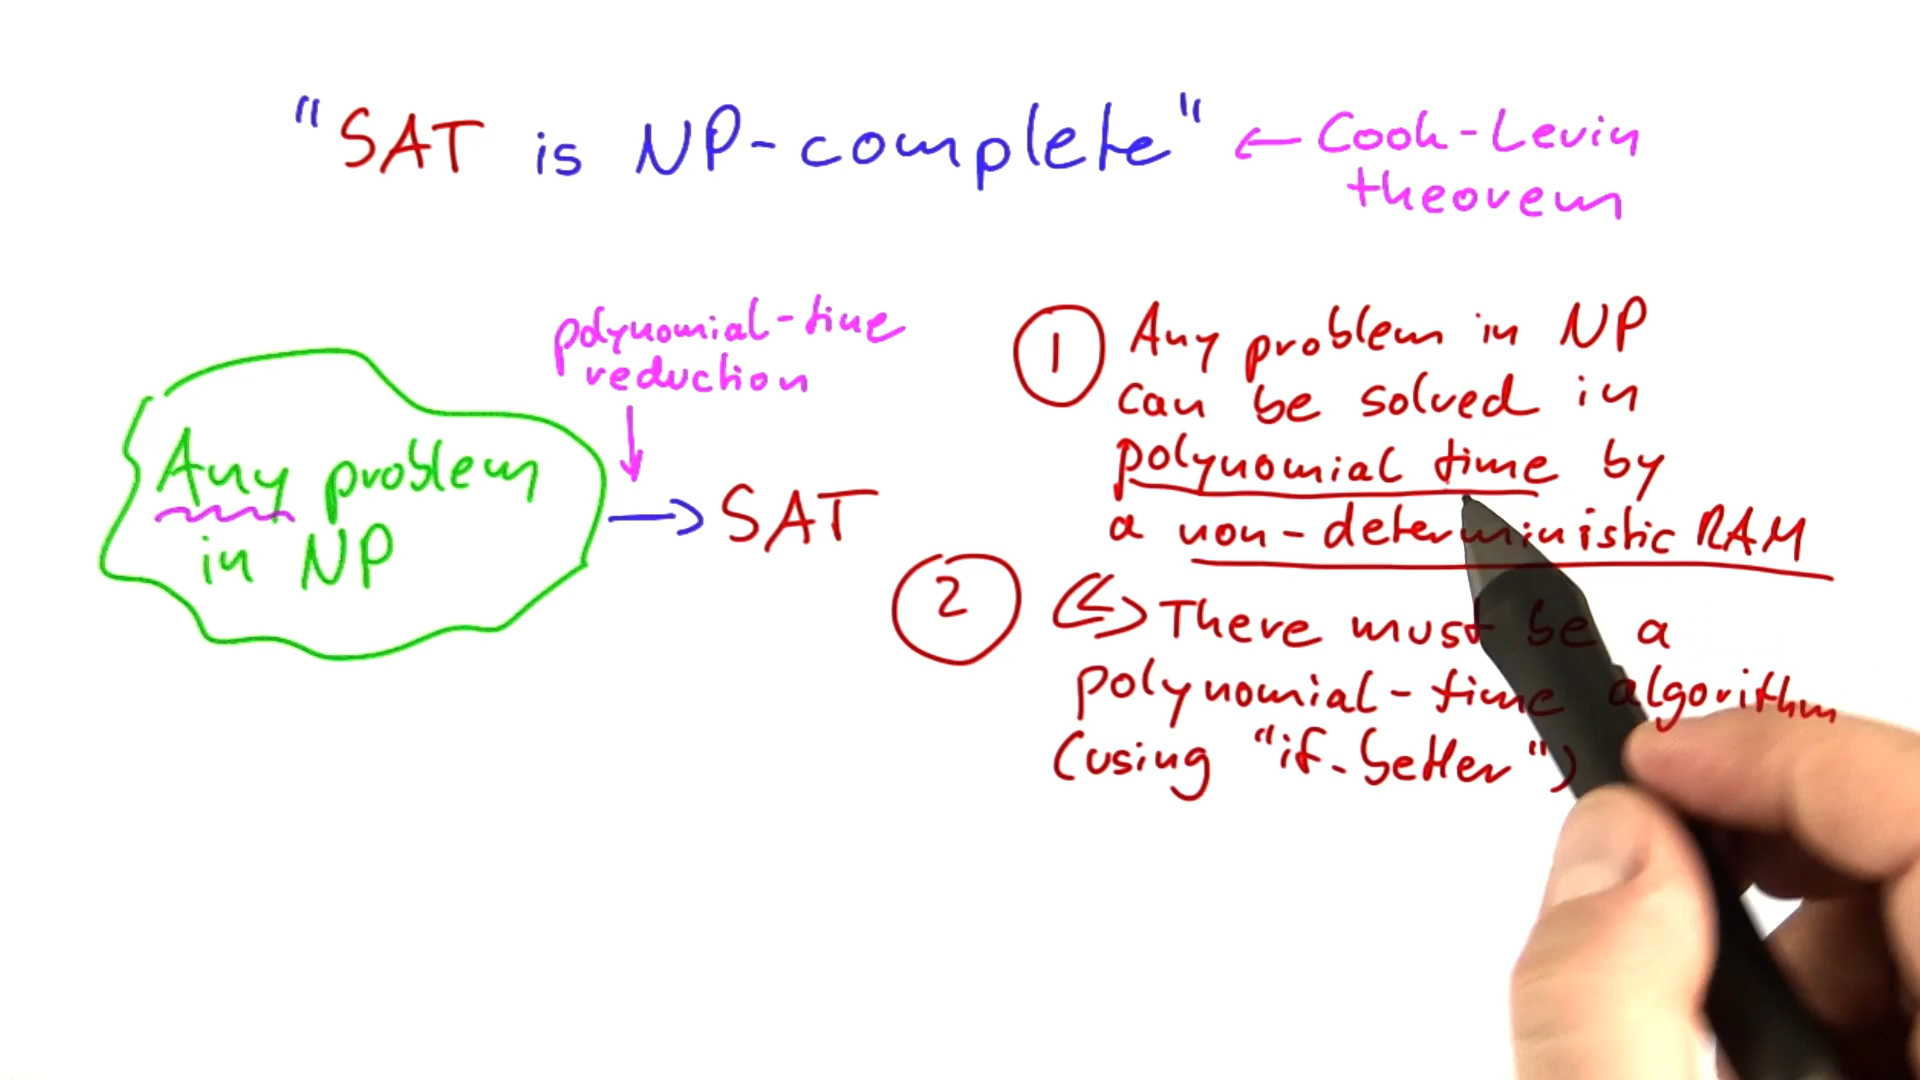 "SAT is NP-complete" ← Cook-Levin
theorem
polynomial-time
reduction
Any problem
in NP
→ SAT
1 Any problem in NP
can be solved in
polynomial time by
a non-deterministic RAM
2 <=> There must be a
polynomial-time algorithm
(using "if-better")